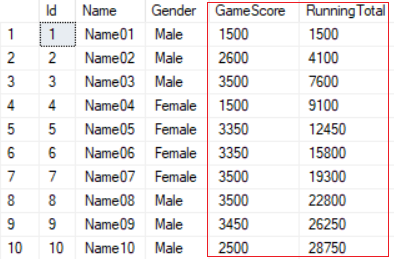 Id Name Gender GameScore RunningTotal
1 1 Name01 Male 1500 1500
2 2 Name02 Male 2600 4100
3 3 Name03 Male 3500 7600
4 4 Name04 Female 1500 9100
5 5 Name05 Female 3350 12450
6 6 Name06 Female 3350 15800
7 7 Name07 Female 3500 19300
8 8 Name08 Male 3500 22800
9 9 Name09 Male 3450 26250
10 10 Name10 Male 2500 28750